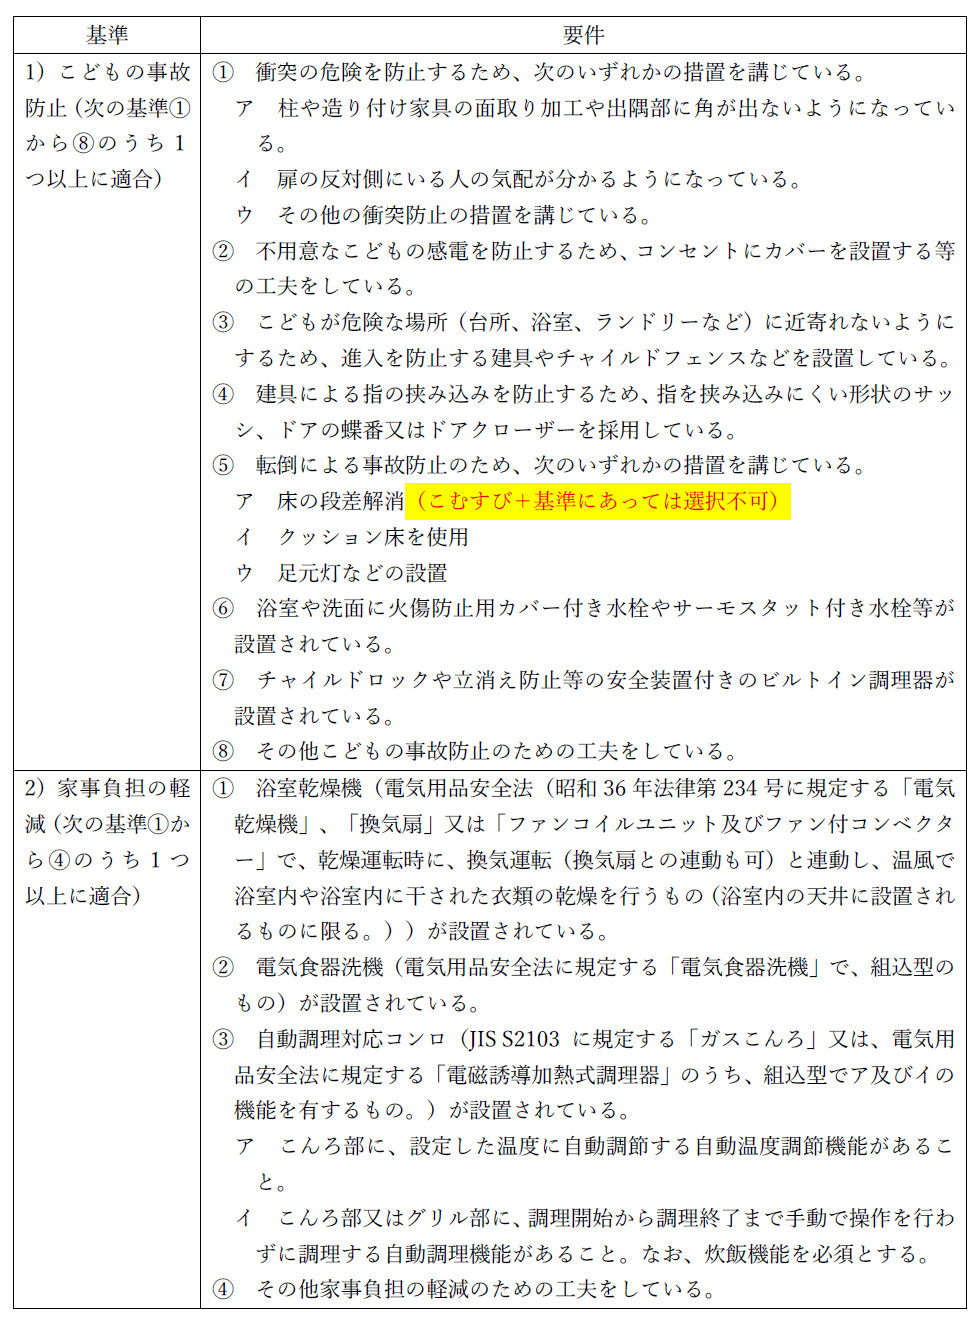 基準
要件
1）こどもの事故
防止（次の基準①
から⑧のうち1
つ以上に適合）
①　衝突の危険を防止するため、次のいずれかの措置を講じている。
ア　柱や造り付け家具の面取り加工や出隅部に角が出ないようになってい
る。
イ　扉の反対側にいる人の気配が分かるようになっている。
ウ　その他の衝突防止の措置を講じている。
②　不用意なこどもの感電を防止するため、コンセントにカバーを設置する等
の工夫をしている。
③　こどもが危険な場所（台所、浴室、ランドリーなど）に近寄れないように
するため、進入を防止する建具やチャイルドフェンスなどを設置している。
④　建具による指の挟み込みを防止するため、指を挟み込みにくい形状のサッ
シ、ドアの蝶番又はドアクローザーを採用している。
⑤　転倒による事故防止のため、次のいずれかの措置を講じている。
ア　床の段差解消（こむすび＋基準にあっては選択不可）
イ　クッション床を使用
ウ　足元灯などの設置
⑥　浴室や洗面に火傷防止用カバー付き水栓やサーモスタット付き水栓等が
設置されている。
⑦　チャイルドロックや立消え防止等の安全装置付きのビルトイン調理器が
設置されている。
⑧　その他こどもの事故防止のための工夫をしている。
2）家事負担の軽
減（次の基準①か
ら④のうち1つ
以上に適合）
①　浴室乾燥機（電気用品安全法（昭和36年法律第234号に規定する「電気
乾燥機」、「換気扇」又は「ファンコイルユニット及びファン付コンベクタ
ー」で、乾燥運転時に、換気運転（換気扇との連動も可）と連動し、温風で
浴室内や浴室内に干された衣類の乾燥を行うもの（浴室内の天井に設置され
るものに限る。））が設置されている。
②　電気食器洗機（電気用品安全法に規定する「電気食器洗機」で、組込型の
もの）が設置されている。
③　自動調理対応コンロ（JIS S2103 に規定する「ガスこんろ」又は、電気用
品安全法に規定する「電磁誘導加熱式調理器」のうち、組込型でア及びイの
機能を有するもの。）が設置されている。
ア　こんろ部に、設定した温度に自動調節する自動温度調節機能があるこ
と。
イ　こんろ部又はグリル部に、調理開始から調理終了まで手動で操作を行わ
ずに調理する自動調理機能があること。なお、炊飯機能を必須とする。
④　その他家事負担の軽減のための工夫をしている。